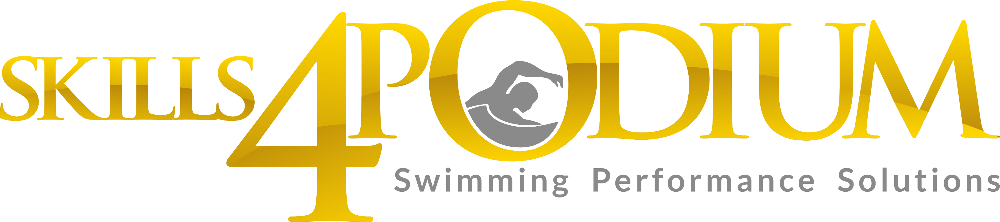 SKILLS4PODIUM
Swimming Performance Solutions